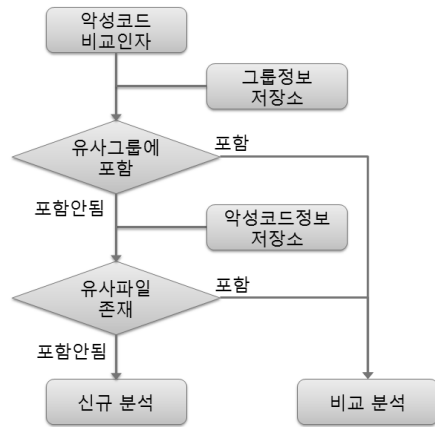 악성코드
비교인자
그룹정보
저장소
유사그룹에
포함
포함
포함안됨
악성코드정보
저장소
유사파일
존재
포함
포함안됨
신규 분석
비교 분석